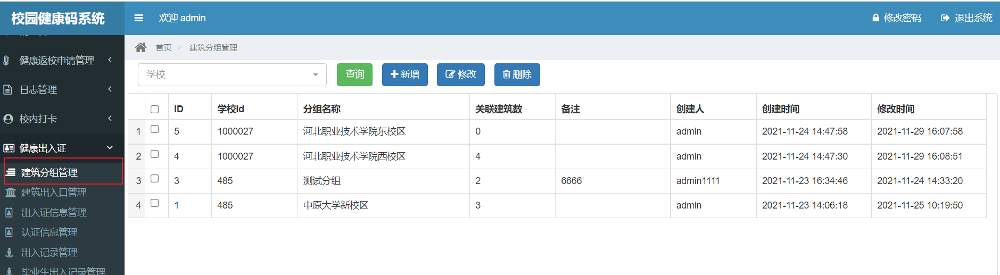 校园健康码系统
欢迎 admin
修改密码
退出系统
健康返校申请管理
日志管理
校内打卡
健康出入证
建筑分组管理
建筑出入口管理
出入证信息管理
认证信息管理
出入记录管理
毕业生出入记录管理
首页 > 建筑分组管理
学校
查询
新增
修改
删除
ID 学校Id 分组名称 关联建筑数 备注 创建人 创建时间 修改时间
1 5 1000027 河北职业技术学院东校区 0 admin 2021-11-24 14:47:58 2021-11-29 16:07:58
2 4 1000027 河北职业技术学院西校区 4 admin 2021-11-24 14:47:30 2021-11-29 16:08:51
3 3 485 测试分组 2 6666 admin1111 2021-11-23 16:34:46 2021-11-24 14:33:20
4 1 485 中原大学新校区 3 admin 2021-11-23 14:06:18 2021-11-25 10:19:50